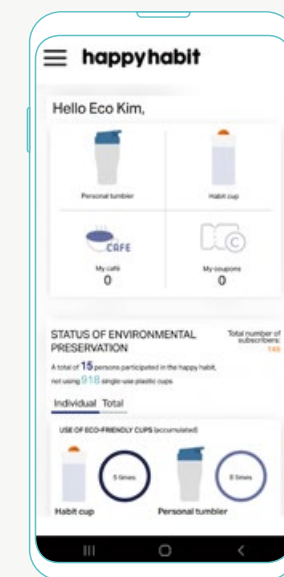 happyhabit
Hello Eco Kim,
Personal tumbler
Habit cup
CAFE
C
My café
0
My coupons
0
STATUS OF ENVIRONMENTAL
PRESERVATION
Total number of
subscribers:
A total of 15 persons participated in the happy habit,
not using 918 single-use plastic cups
Individual Total
USE OF ECO-FRIENDLY CUPS (accumulated)
5 times
8 times
Habit cup
Personal tumbler